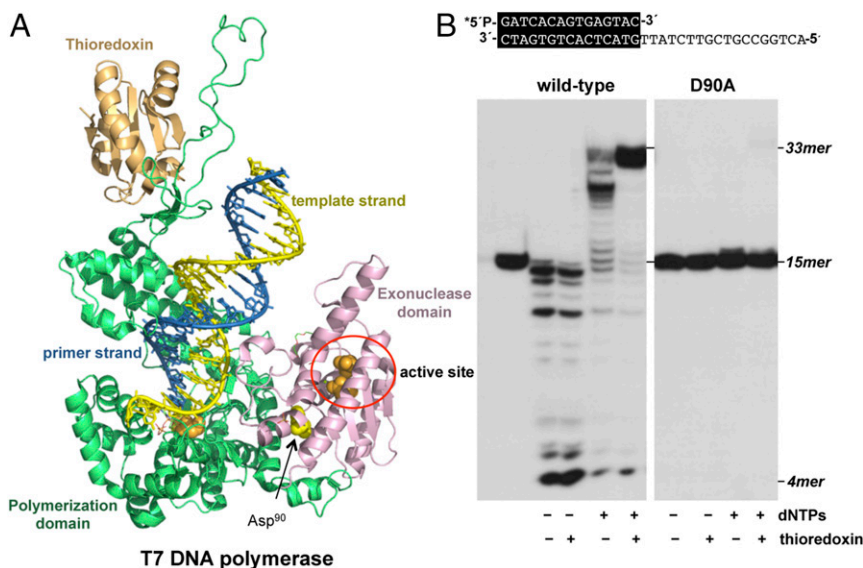 A
Thioredoxin
template strand
Exonuclease
domain
primer strand
active site
Polymerization
domain
Asp90
T7 DNA polymerase
B
*5´P-GATCACAGTGAGTAC-3´
3´-CTAGTGTCACTCATGTTATCTTGCTGCCGGTCA-5´
wild-type D90A
33mer
15mer
4mer
− − + + − − + + dNTPs
− + − + − + − + thioredoxin